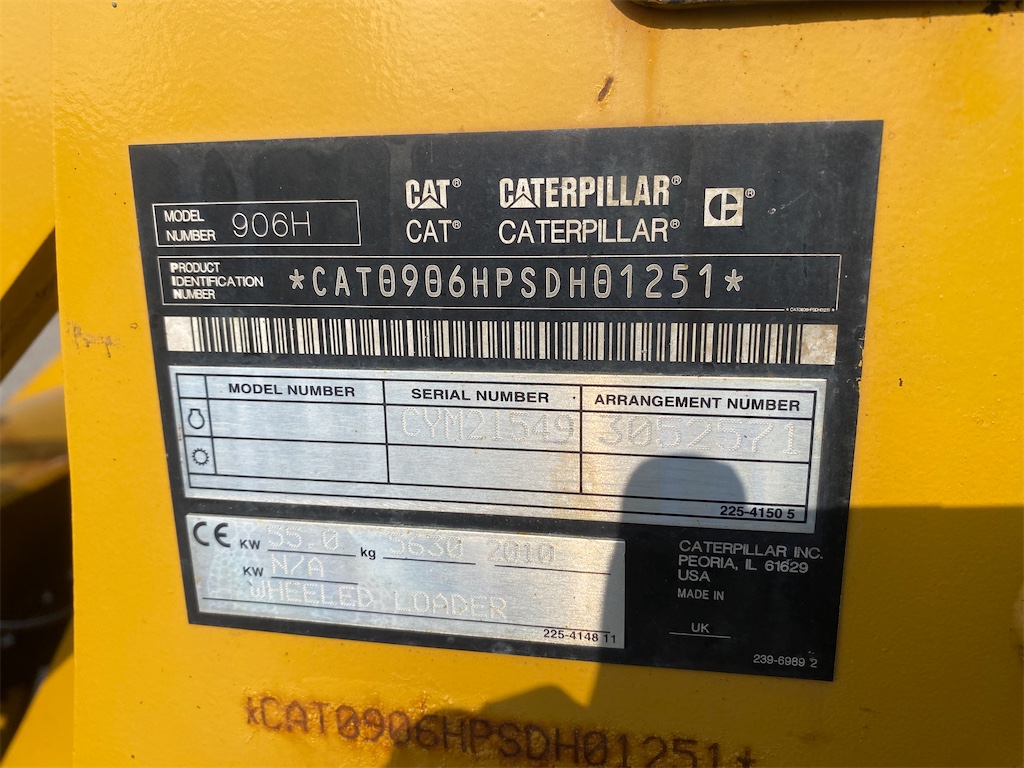 CAT® CATERPILLAR® ®
CAT® CATERPILLAR®
MODEL NUMBER 906H
PRODUCT IDENTIFICATION NUMBER *CAT0906HPSDH01251*
*CAT0906HPSDH01251*
MODEL NUMBER SERIAL NUMBER ARRANGEMENT NUMBER
CYM21549 3052571
225-4150 5
CE KW 55.0 kg 5630 2010
KW N/A
WHEELED LOADER
225-4148 11
CATERPILLAR INC.
PEORIA, IL 61629
USA
MADE IN
UK
239-6989 2
*CAT0906HPSDH01251*